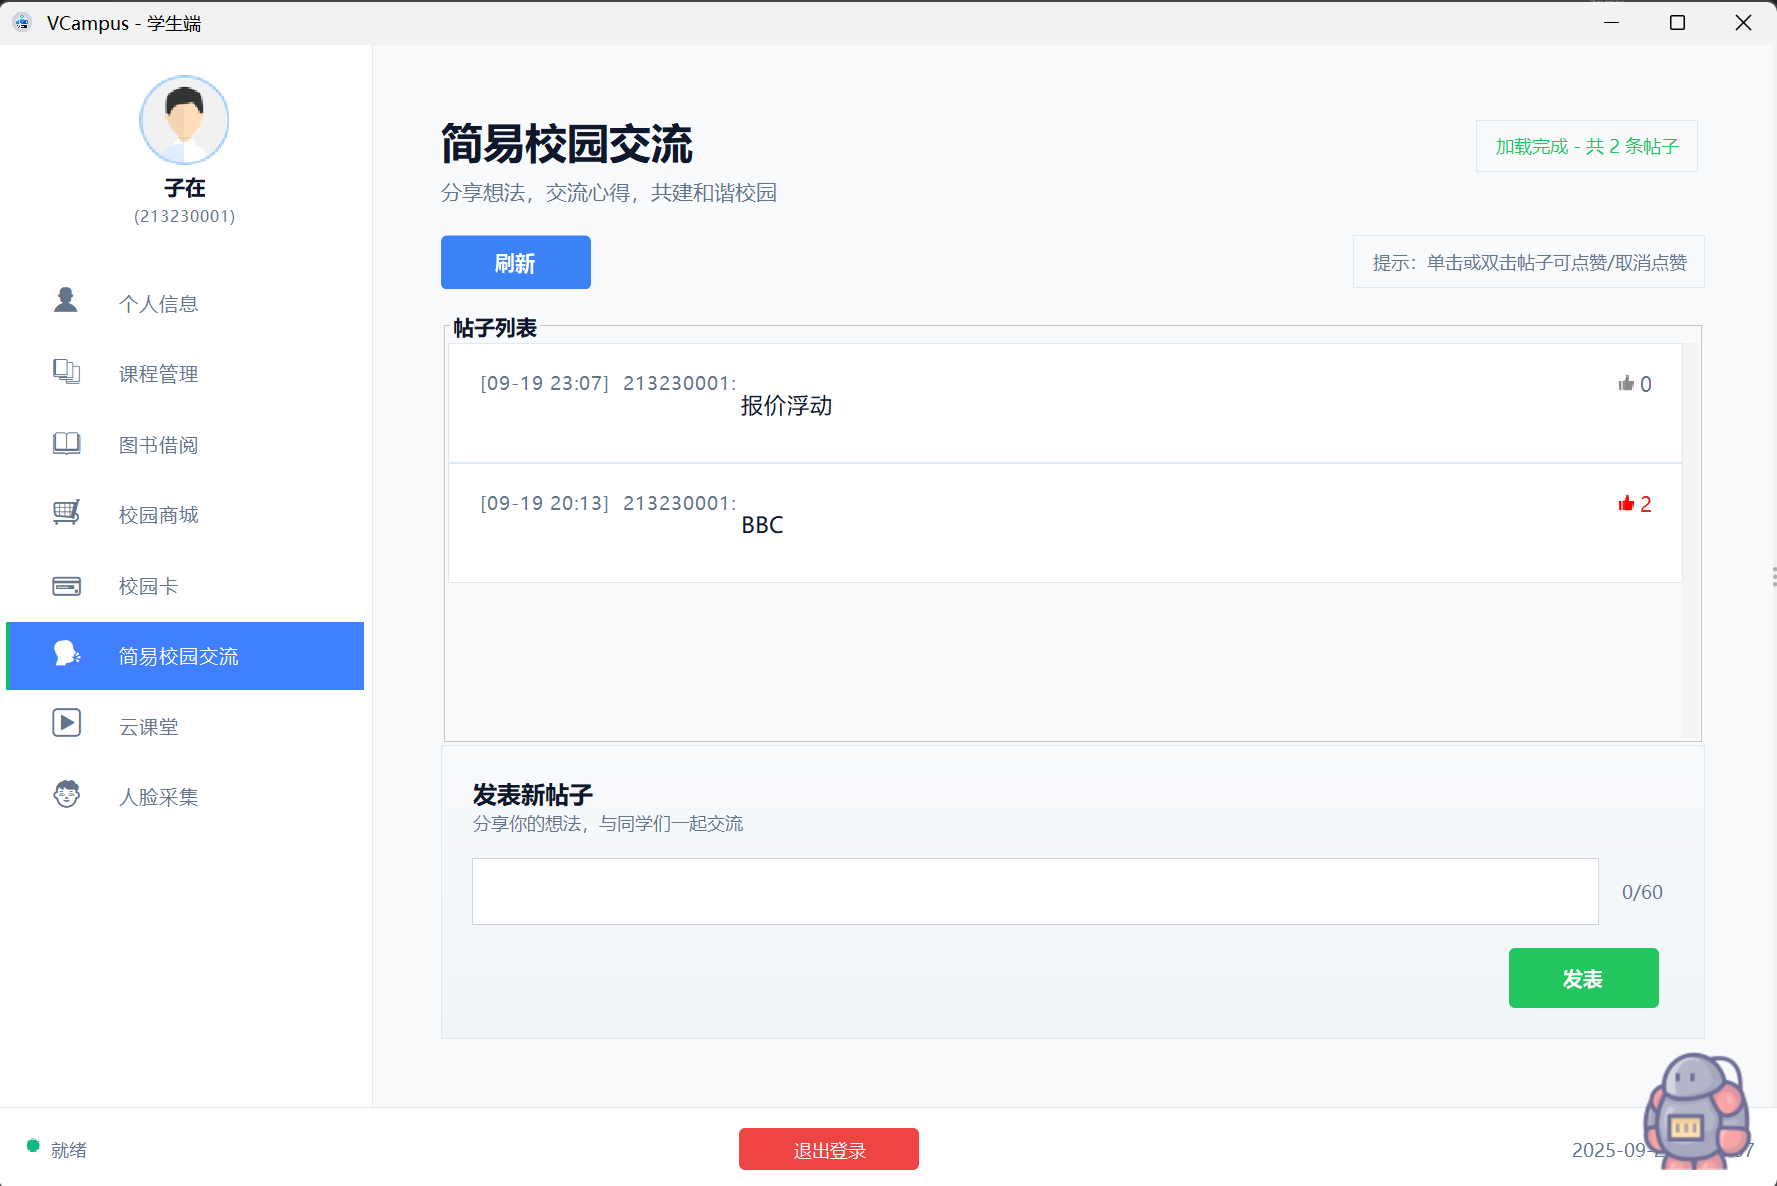 VCampus - 学生端
子在
(213230001)
个人信息
课程管理
图书借阅
校园商城
校园卡
简易校园交流
云课堂
人脸采集
简易校园交流
加载完成 - 共 2 条帖子
分享想法，交流心得，共建和谐校园
刷新
提示：单击或双击帖子可点赞/取消点赞
帖子列表
[09-19 23:07] 213230001:
报价浮动
0
[09-19 20:13] 213230001:
BBC
2
发表新帖子
分享你的想法，与同学们一起交流
0/60
发表
就绪
退出登录
2025-09-